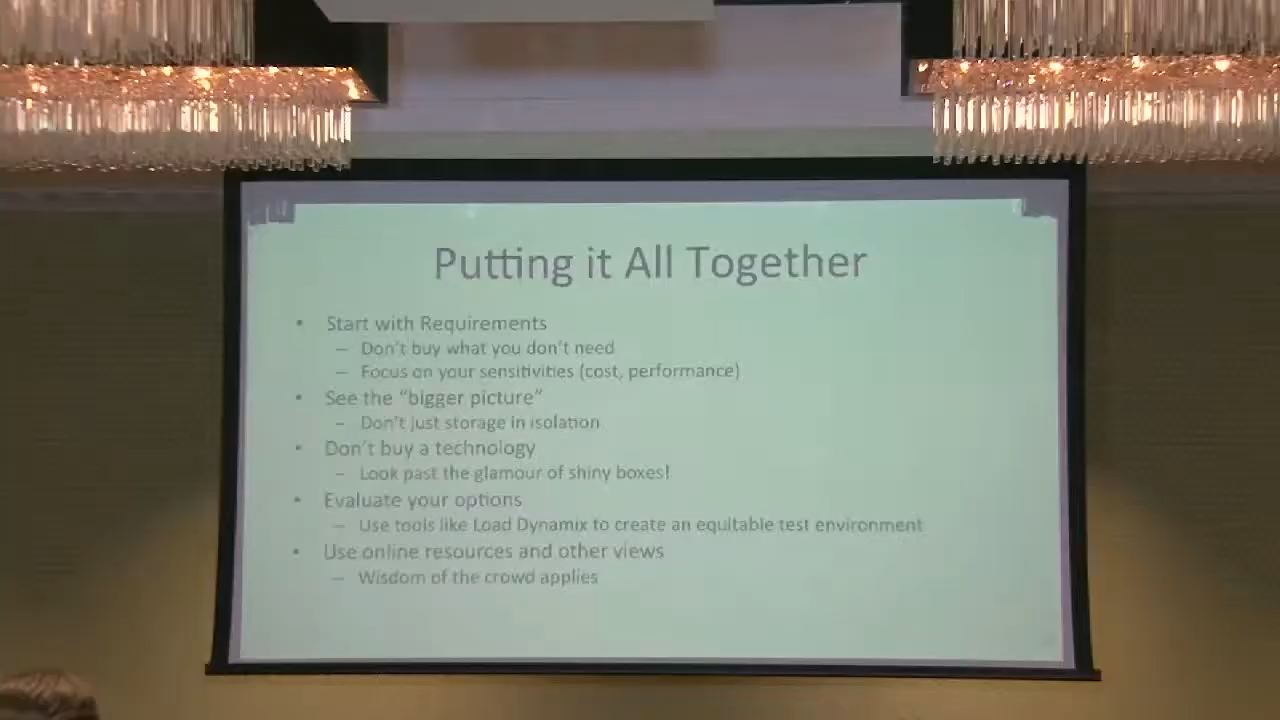 Putting it All Together
• Start with Requirements
– Don't buy what you don't need
– Focus on your sensitivities (cost, performance)
• See the “bigger picture”
– Don't just storage in isolation
• Don't buy a technology
– Look past the glamour of shiny boxes!
• Evaluate your options
– Use tools like Load Dynamix to create an equitable test environment
• Use online resources and other views
– Wisdom of the crowd applies